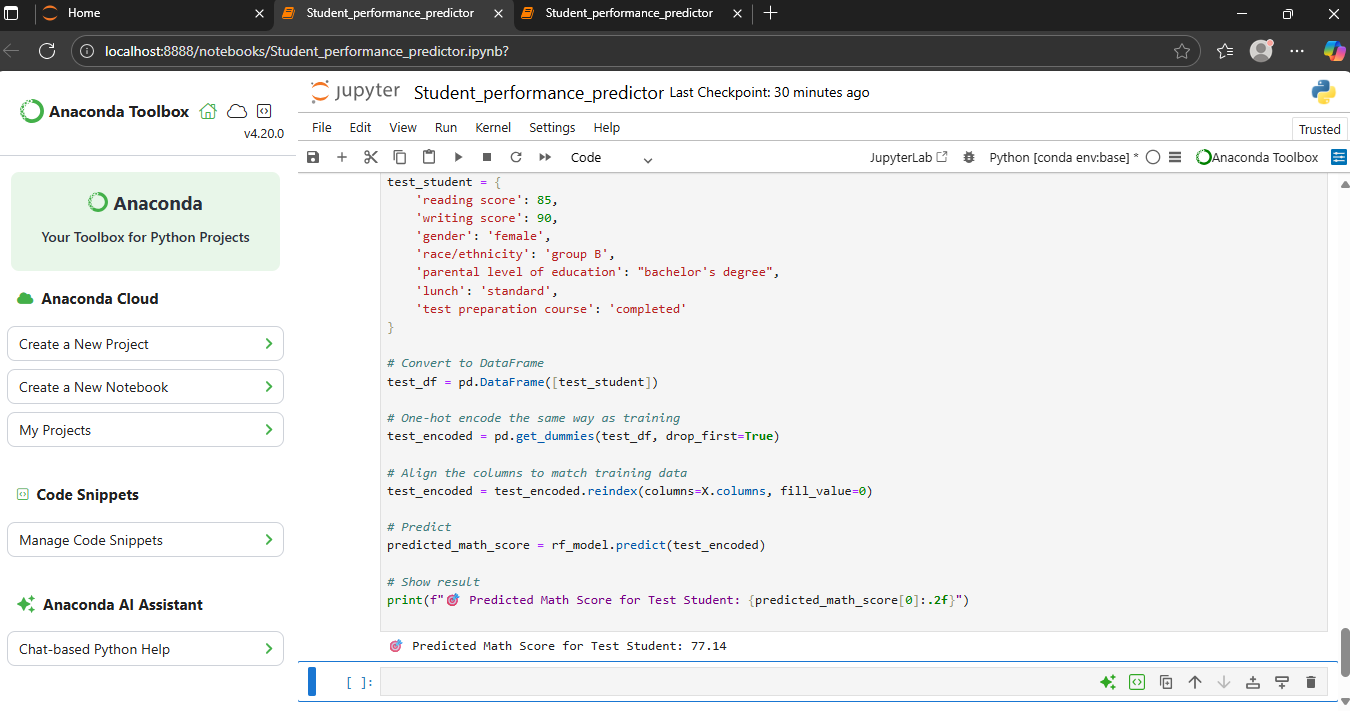 Home
Student_performance_predictor
Student_performance_predictor
localhost:8888/notebooks/Student_performance_predictor.ipynb?
Anaconda Toolbox
v4.20.0
Anaconda
Your Toolbox for Python Projects
Anaconda Cloud
Create a New Project
Create a New Notebook
My Projects
Code Snippets
Manage Code Snippets
Anaconda AI Assistant
Chat-based Python Help
jupyter Student_performance_predictor Last Checkpoint: 30 minutes ago
File Edit View Run Kernel Settings Help
Trusted
Code
JupyterLab
Python [conda env:base] *
Anaconda Toolbox
test_student = {
    'reading score': 85,
    'writing score': 90,
    'gender': 'female',
    'race/ethnicity': 'group B',
    'parental level of education': "bachelor's degree",
    'lunch': 'standard',
    'test preparation course': 'completed'
}
# Convert to DataFrame
test_df = pd.DataFrame([test_student])
# One-hot encode the same way as training
test_encoded = pd.get_dummies(test_df, drop_first=True)
# Align the columns to match training data
test_encoded = test_encoded.reindex(columns=X.columns, fill_value=0)
# Predict
predicted_math_score = rf_model.predict(test_encoded)
# Show result
print(f"🎯 Predicted Math Score for Test Student: {predicted_math_score[0]:.2f}")
🎯 Predicted Math Score for Test Student: 77.14
[ ]: